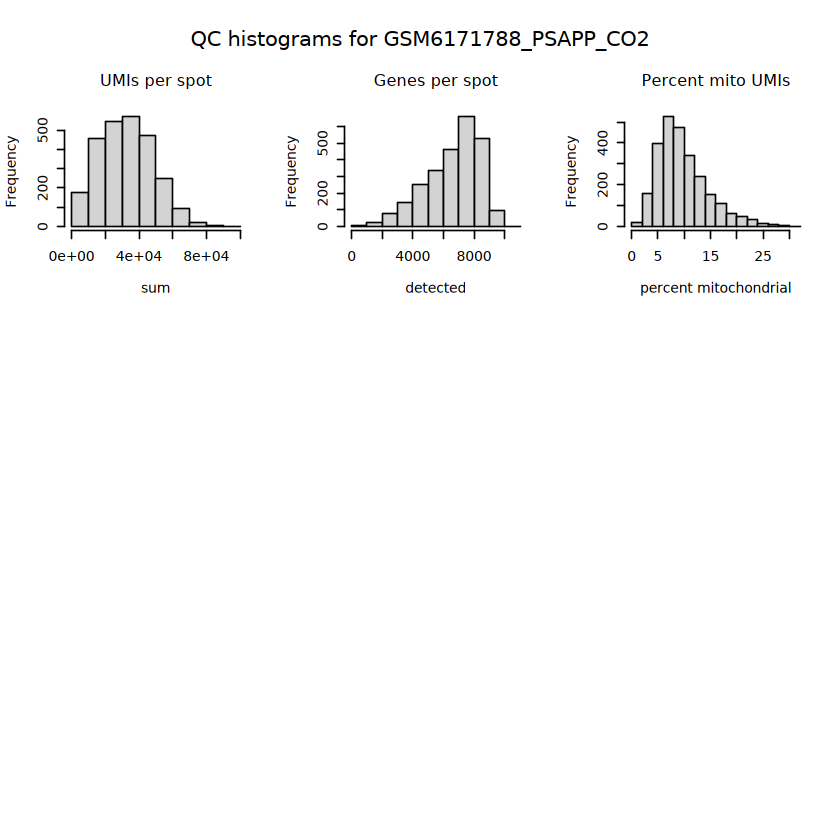 QC histograms for GSM6171788_PSAPP_CO2
UMIs per spot
Frequency
0 200 500
0e+00 4e+04 8e+04
sum
Genes per spot
Frequency
0 200 500
0 4000 8000
detected
Percent mito UMIs
Frequency
0 200 400
0 5 15 25
percent mitochondrial